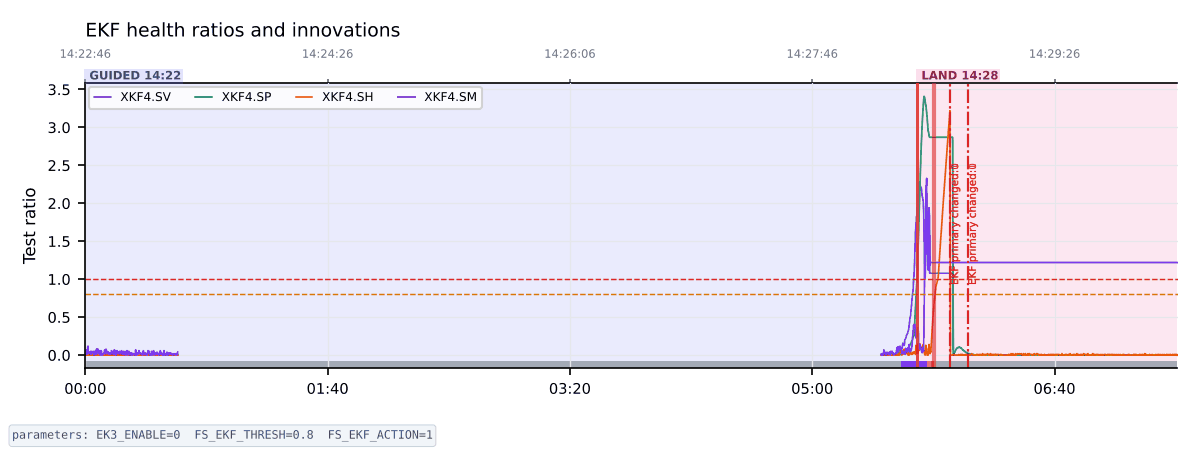 EKF health ratios and innovations
14:22:46 14:24:26 14:26:06 14:27:46 14:29:26
GUIDED 14:22 LAND 14:28
XKF4.SV XKF4.SP XKF4.SH XKF4.SM
Test ratio
3.5
3.0
2.5
2.0
1.5
1.0
0.5
0.0
EKF primary changed:0
EKF primary changed:0
00:00 01:40 03:20 05:00 06:40
parameters: EK3_ENABLE=0 FS_EKF_THRESH=0.8 FS_EKF_ACTION=1